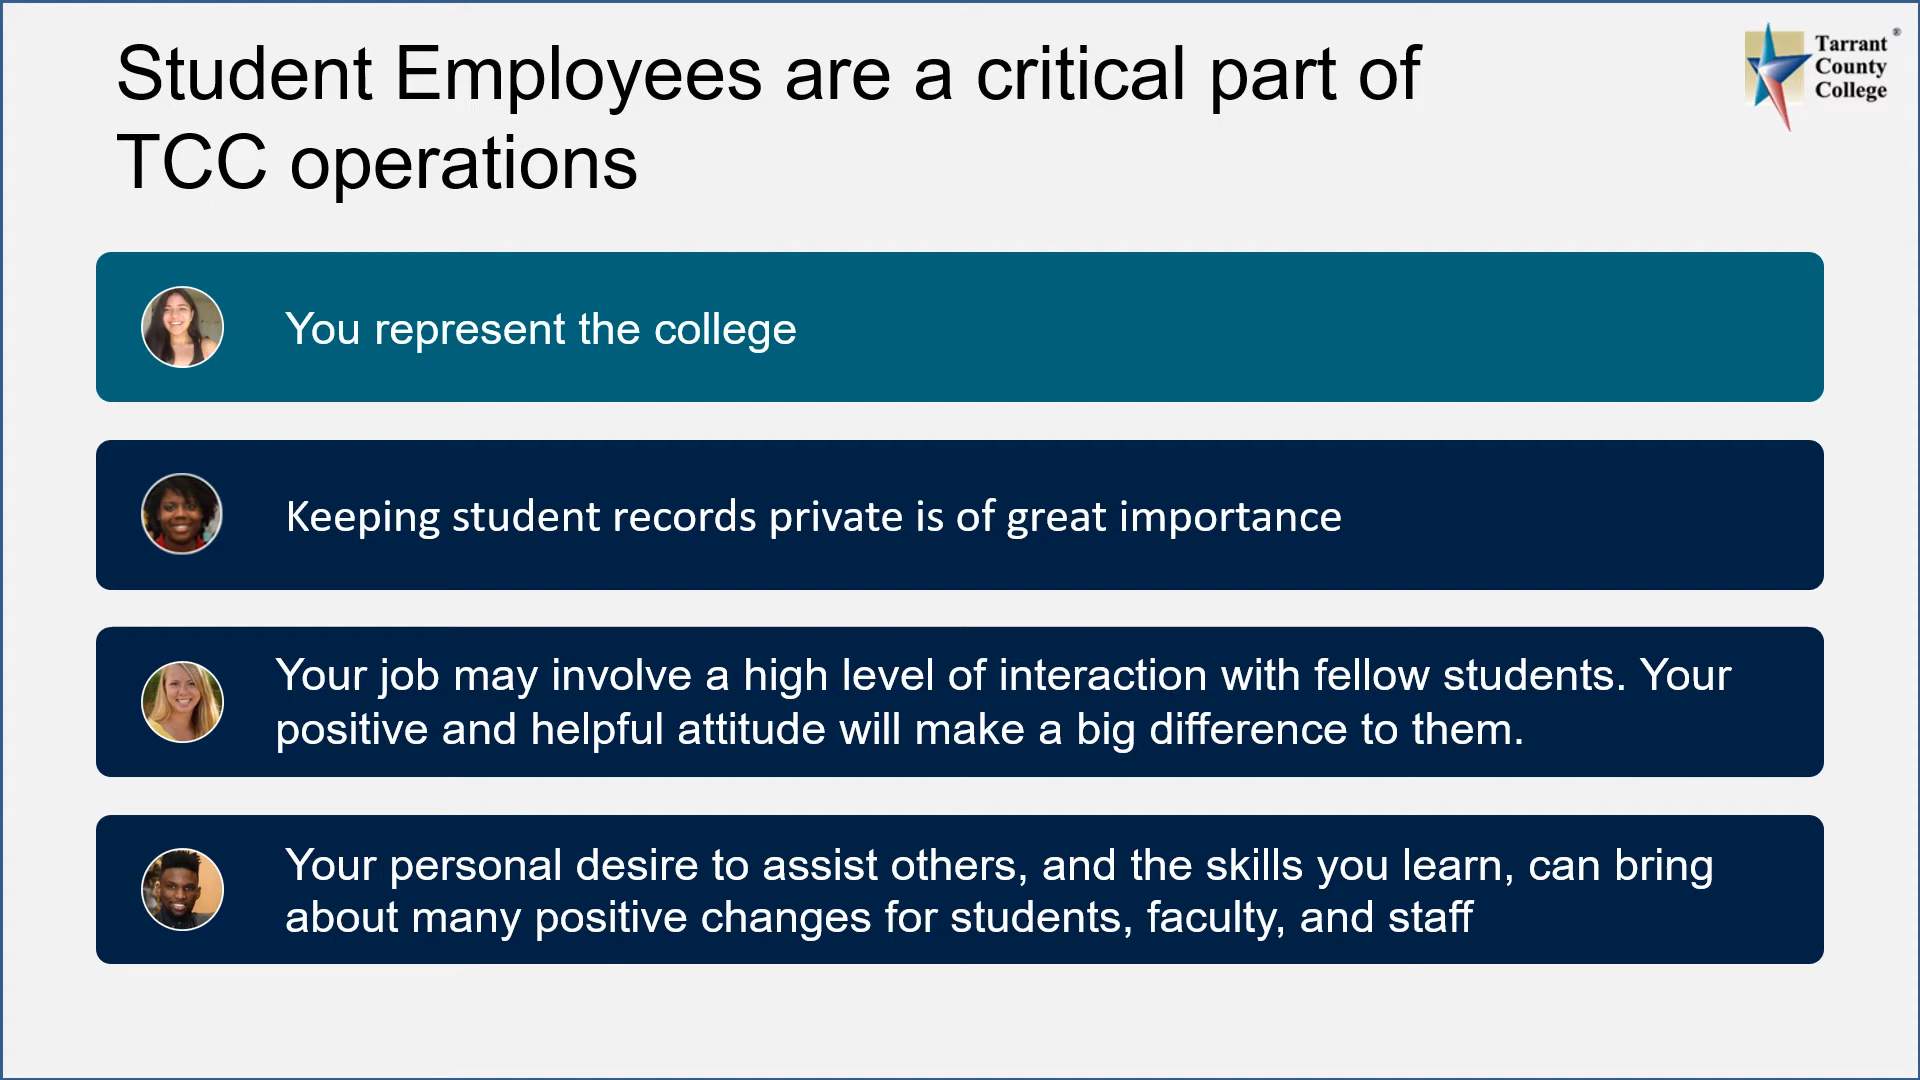 Student Employees are a critical part of
TCC operations
Tarrant ®
County
College
You represent the college
Keeping student records private is of great importance
Your job may involve a high level of interaction with fellow students. Your
positive and helpful attitude will make a big difference to them.
Your personal desire to assist others, and the skills you learn, can bring
about many positive changes for students, faculty, and staff